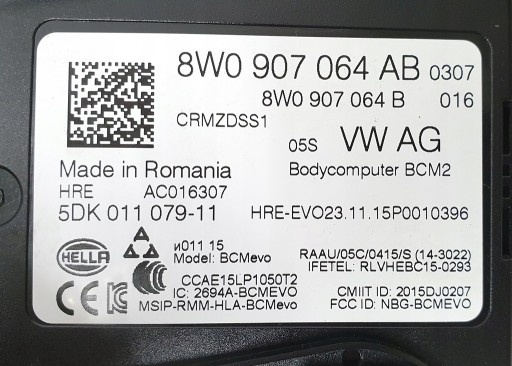 8W0 907 064 AB 0307
8W0 907 064 B 016
CRMZDSS1
05S VW AG
Made in Romania Bodycomputer BCM2
HRE AC016307
5DK 011 079-11 HRE-EVO23.11.15P0010396
HELLA
и011 15
Model: BCMevo
RAAU/05C/0415/S (14-3022)
IFETEL: RLVHEBC15-0293
CCAE15LP1050T2
IC: 2694A-BCMEVO
MSIP-RMM-HLA-BCMevo
CMIIT ID: 2015DJ0207
FCC ID: NBG-BCMEVO
CE